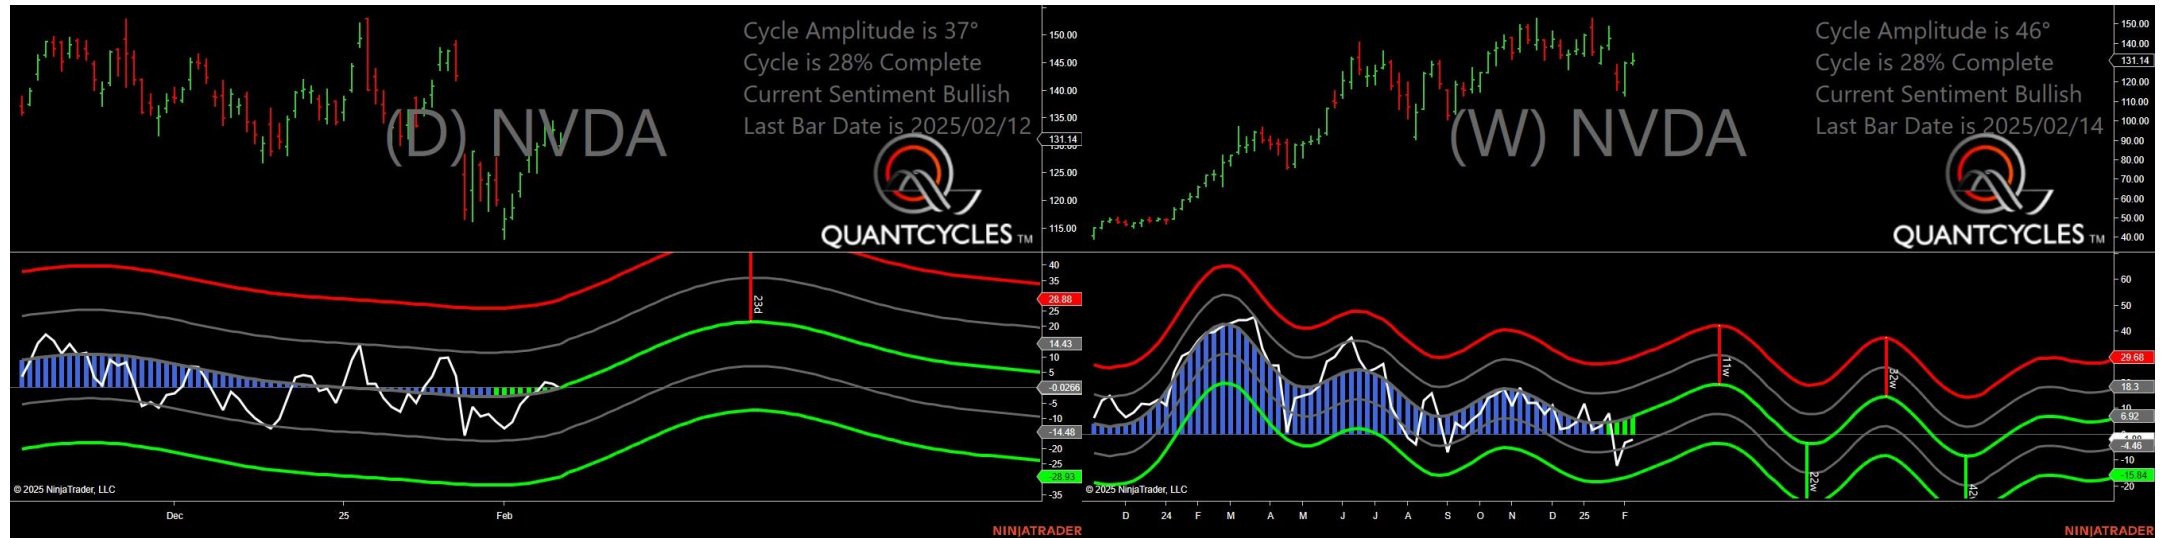 Cycle Amplitude is 37°
Cycle is 28% Complete
Current Sentiment Bullish
Last Bar Date is 2025/02/12
(D) NVDA
QUANTCYCLES TM
150.00
145.00
140.00
135.00
131.14
125.00
120.00
115.00
23d
40
35
28.88
25
20
14.43
10
5
-0.0266
-5
-10
-14.48
-20
-25
-28.93
-35
© 2025 NinjaTrader, LLC
Dec
25
Feb
NINJATRADER
Cycle Amplitude is 46°
Cycle is 28% Complete
Current Sentiment Bullish
Last Bar Date is 2025/02/14
(W) NVDA
QUANTCYCLES TM
150.00
140.00
131.14
120.00
110.00
100.00
90.00
80.00
70.00
60.00
50.00
40.00
11w
32w
22w
60
50
40
29.68
18.3
10
6.92
-4.46
-10
-15.84
-20
© 2025 NinjaTrader, LLC
D
24
F
M
A
M
J
J
A
S
O
N
D
25
F
NINJATRADER